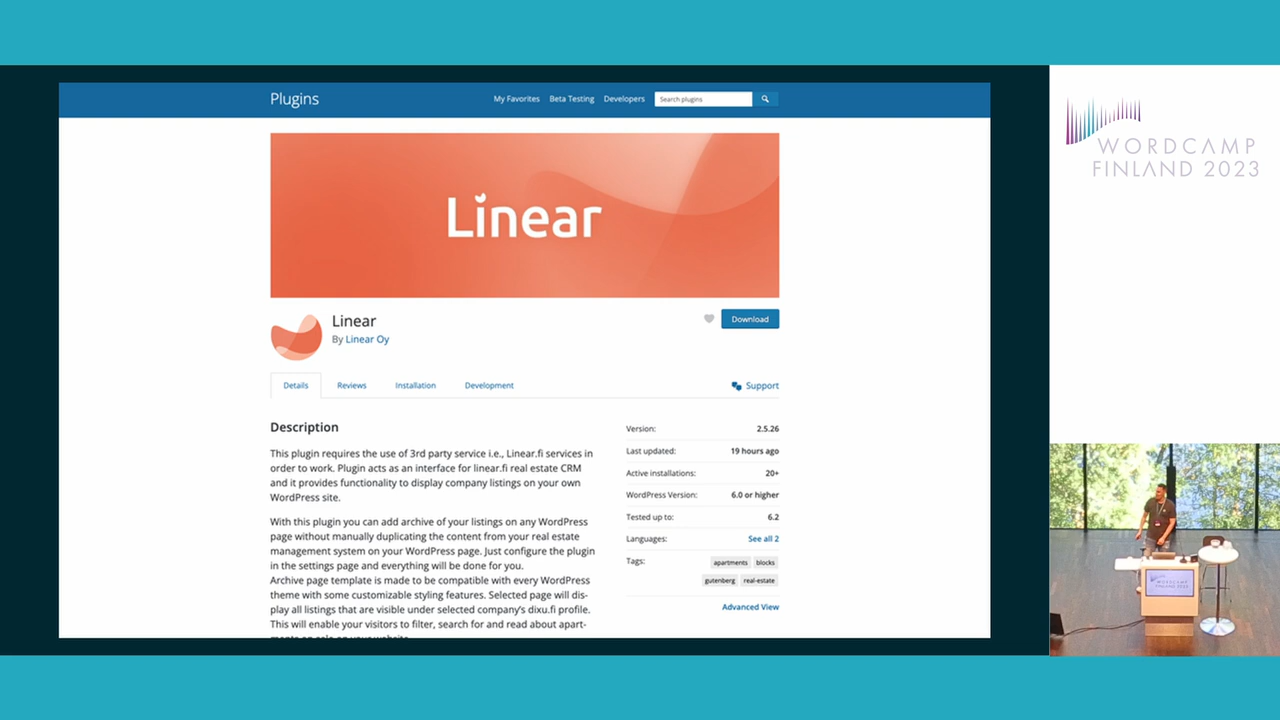 Plugins
My Favorites Beta Testing Developers Search plugins
Linear
Linear
By Linear Oy
Download
Details Reviews Installation Development
Support
Description
This plugin requires the use of 3rd party service i.e., Linear.fi services in
order to work. Plugin acts as an interface for linear.fi real estate CRM
and it provides functionality to display company listings on your own
WordPress site.
With this plugin you can add archive of your listings on any WordPress
page without manually duplicating the content from your real estate
management system on your WordPress page. Just configure the plugin
in the settings page and everything will be done for you.
Archive page template is made to be compatible with every WordPress
theme with some customizable styling features. Selected page will dis-
play all listings that are visible under selected company's dixu.fi profile.
This will enable your visitors to filter, search for and read about apart-
ments on sale on your website.
Version: 2.5.26
Last updated: 19 hours ago
Active installations: 20+
WordPress Version: 6.0 or higher
Tested up to: 6.2
Languages: See all 2
Tags: apartments blocks
gutenberg real-estate
Advanced View
WORDCAMP
FINLAND 2023
WORDCAMP
FINLAND 2023